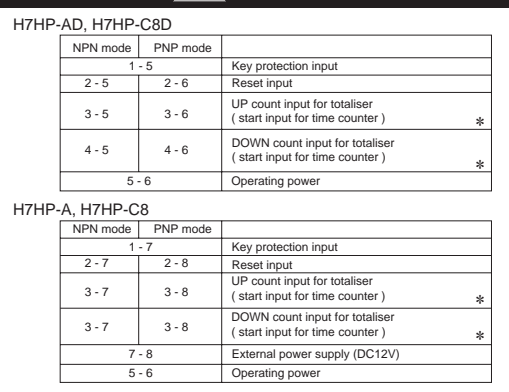 H7HP-AD, H7HP-C8D
NPN mode PNP mode
1 - 5 Key protection input
2 - 5 2 - 6 Reset input
3 - 5 3 - 6 UP count input for totaliser
( start input for time counter ) *
4 - 5 4 - 6 DOWN count input for totaliser
( start input for time counter ) *
5 - 6 Operating power
H7HP-A, H7HP-C8
NPN mode PNP mode
1 - 7 Key protection input
2 - 7 2 - 8 Reset input
3 - 7 3 - 8 UP count input for totaliser
( start input for time counter ) *
3 - 7 3 - 8 DOWN count input for totaliser
( start input for time counter ) *
7 - 8 External power supply (DC12V)
5 - 6 Operating power